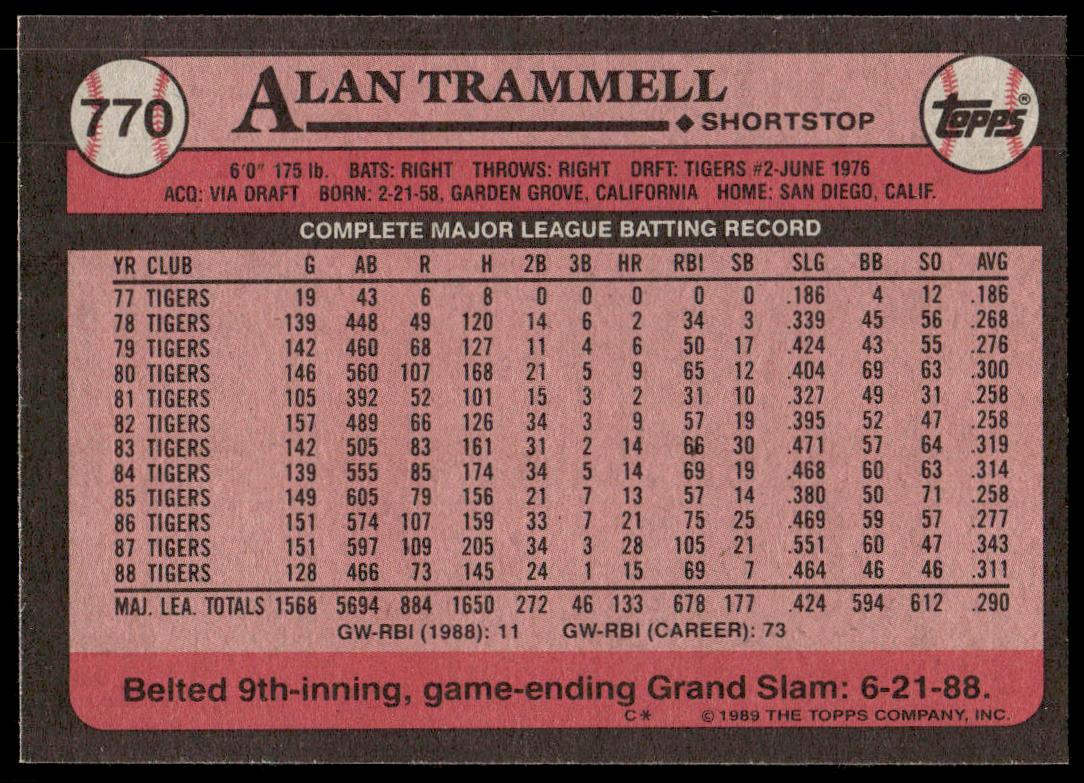 770
ALAN TRAMMELL
SHORTSTOP
Topps®
6'0" 175 lb. BATS: RIGHT THROWS: RIGHT DRFT: TIGERS #2-JUNE 1976
ACQ: VIA DRAFT BORN: 2-21-58, GARDEN GROVE, CALIFORNIA HOME: SAN DIEGO, CALIF.
COMPLETE MAJOR LEAGUE BATTING RECORD
YR CLUB G AB R H 2B 3B HR RBI SB SLG BB SO AVG
77 TIGERS 19 43 6 8 0 0 0 0 0 .186 4 12 .186
78 TIGERS 139 448 49 120 14 6 2 34 3 .339 45 56 .268
79 TIGERS 142 460 68 127 11 4 6 50 17 .424 43 55 .276
80 TIGERS 146 560 107 168 21 5 9 65 12 .404 69 63 .300
81 TIGERS 105 392 52 101 15 3 2 31 10 .327 49 31 .258
82 TIGERS 157 489 66 126 34 3 9 57 19 .395 52 47 .258
83 TIGERS 142 505 83 161 31 2 14 66 30 .471 57 64 .319
84 TIGERS 139 555 85 174 34 5 14 69 19 .468 60 63 .314
85 TIGERS 149 605 79 156 21 7 13 57 14 .380 50 71 .258
86 TIGERS 151 574 107 159 33 7 21 75 25 .469 59 57 .277
87 TIGERS 151 597 109 205 34 3 28 105 21 .551 60 47 .343
88 TIGERS 128 466 73 145 24 1 15 69 7 .464 46 46 .311
MAJ. LEA. TOTALS 1568 5694 884 1650 272 46 133 678 177 .424 594 612 .290
GW-RBI (1988): 11 GW-RBI (CAREER): 73
Belted 9th-inning, game-ending Grand Slam: 6-21-88.
C* © 1989 THE TOPPS COMPANY, INC.